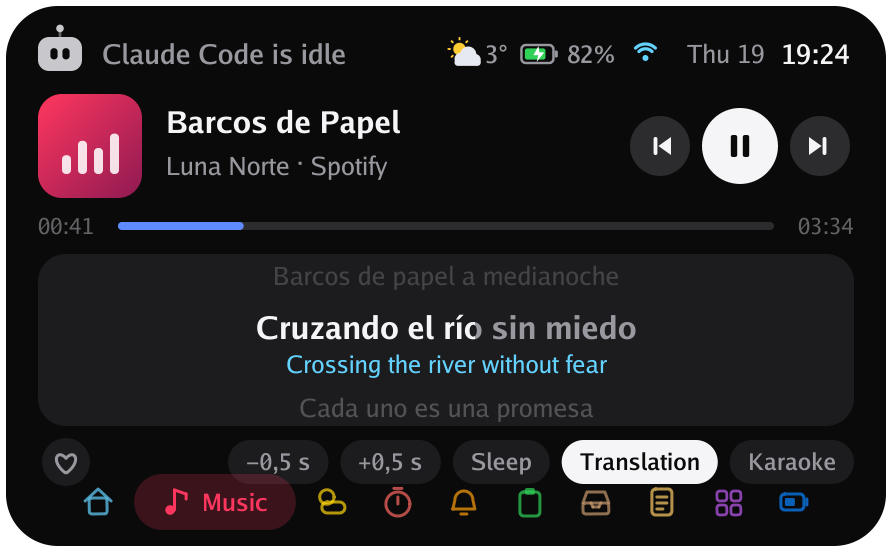 Claude Code is idle 3° 82% Thu 19 19:24
Barcos de Papel
Luna Norte · Spotify
00:41 03:34
Barcos de papel a medianoche
Cruzando el río sin miedo
Crossing the river without fear
Cada uno es una promesa
−0,5 s +0,5 s Sleep Translation Karaoke
Music